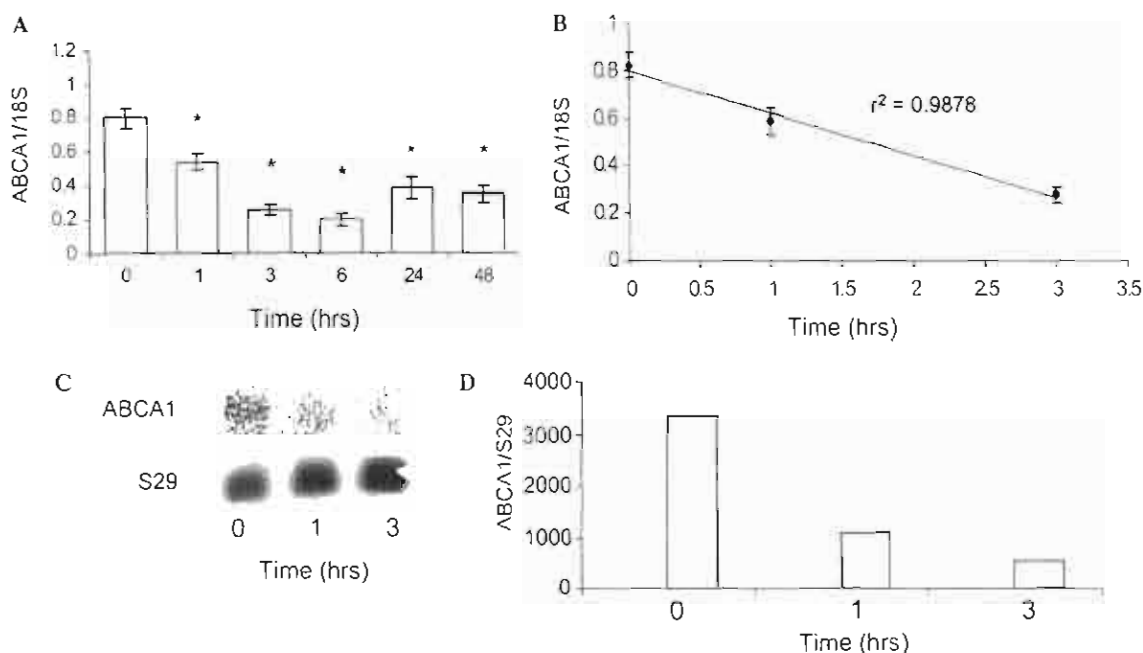 A
1.2
1
0.8
0.6
0.4
0.2
0
ABCA1/18S
* * * * *
0 1 3 6 24 48
Time (hrs)
B
1
0.8
0.6
0.4
0.2
0
ABCA1/18S
r² = 0.9878
0 0.5 1 1.5 2 2.5 3 3.5
Time (hrs)
C
ABCA1
S29
0 1 3
Time (hrs)
D
4000
3000
2000
1000
0
ABCA1/S29
0 1 3
Time (hrs)